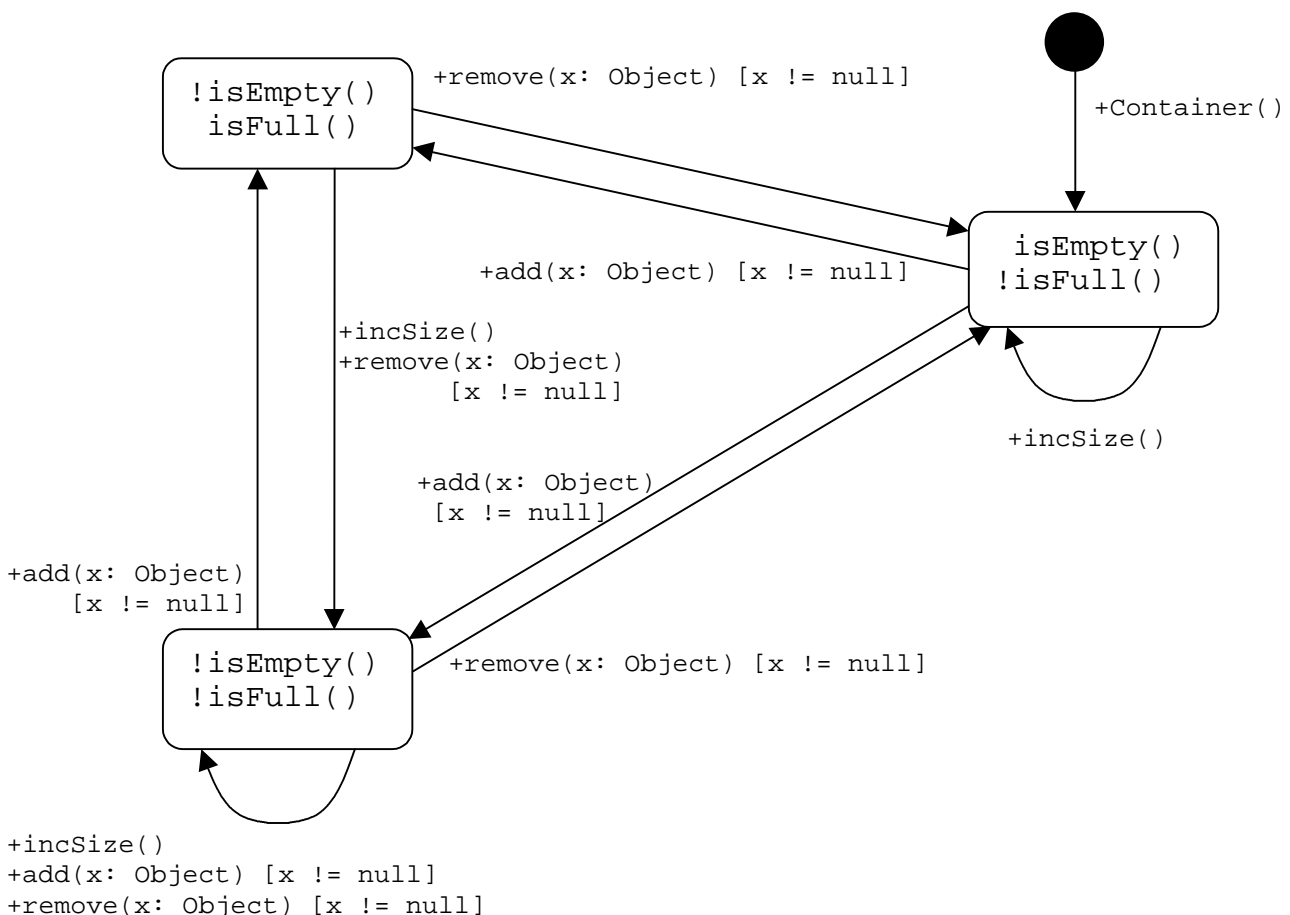 !isEmpty()
isFull()
+remove(x: Object) [x != null]
+Container()
isEmpty()
!isFull()
+add(x: Object) [x != null]
+incSize()
+remove(x: Object)
[x != null]
+incSize()
+add(x: Object)
[x != null]
+add(x: Object)
[x != null]
!isEmpty()
!isFull()
+remove(x: Object) [x != null]
+incSize()
+add(x: Object) [x != null]
+remove(x: Object) [x != null]